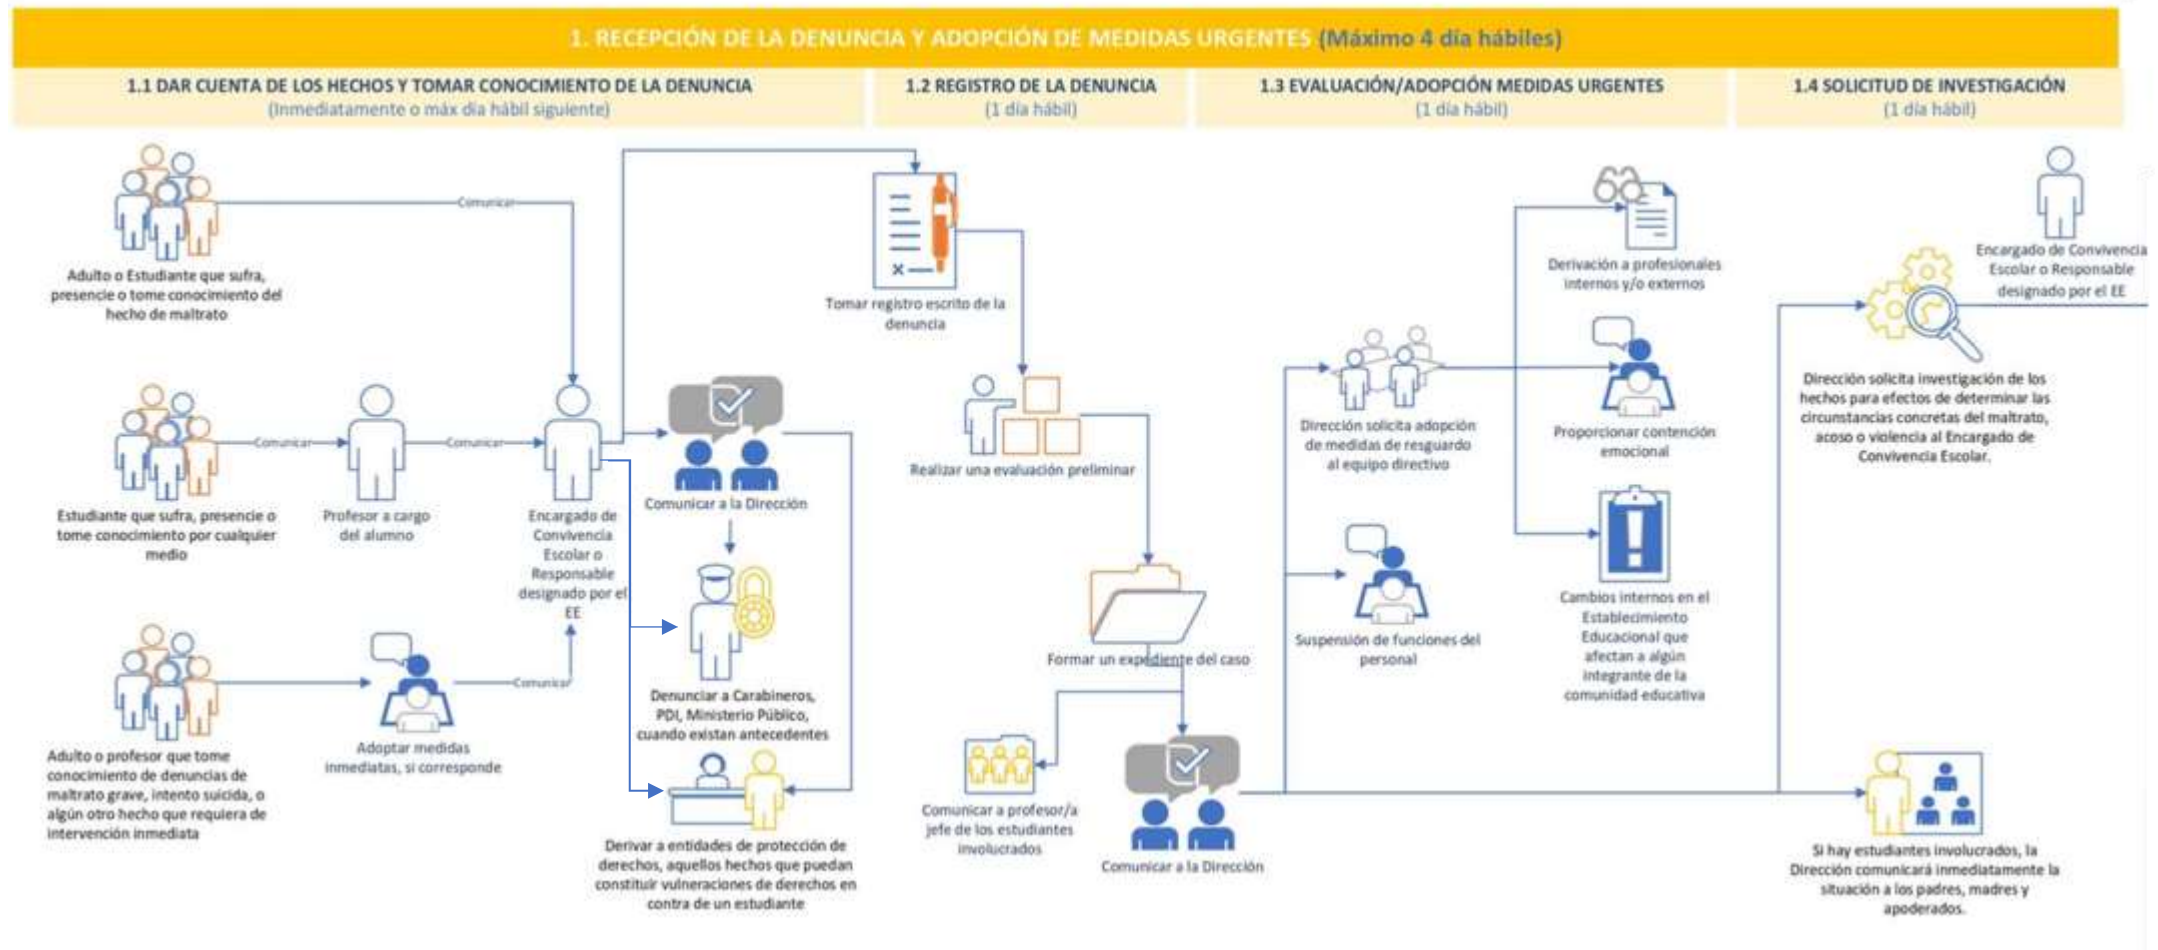 1. RECEPCIÓN DE LA DENUNCIA Y ADOPCIÓN DE MEDIDAS URGENTES (Máximo 4 día hábiles)
1.1 DAR CUENTA DE LOS HECHOS Y TOMAR CONOCIMIENTO DE LA DENUNCIA
(Inmediatamente o máx día hábil siguiente)
1.2 REGISTRO DE LA DENUNCIA
(1 día hábil)
1.3 EVALUACIÓN/ADOPCIÓN MEDIDAS URGENTES
(1 día hábil)
1.4 SOLICITUD DE INVESTIGACIÓN
(1 día hábil)
Comunicar
Adulto o Estudiante que sufra,
presencie o tome conocimiento del
hecho de maltrato
Comunicar
Comunicar
Estudiante que sufra, presencie o
tome conocimiento por cualquier
medio
Profesor a cargo
del alumno
Encargado de
Convivencia
Escolar o
Responsable
designado por el
EE
Comunicar
Adulto o profesor que tome
conocimiento de denuncias de
maltrato grave, intento suicida, o
algún otro hecho que requiera de
intervención inmediata
Adoptar medidas
inmediatas, si corresponde
Comunicar a la Dirección
Denunciar a Carabineros,
PDI, Ministerio Público,
cuando existan antecedentes
Derivar a entidades de protección de
derechos, aquellos hechos que puedan
constituir vulneraciones de derechos en
contra de un estudiante
Tomar registro escrito de la
denuncia
Realizar una evaluación preliminar
Formar un expediente del caso
Comunicar a profesor/a
jefe de los estudiantes
involucrados
Comunicar a la Dirección
Dirección solicita adopción
de medidas de resguardo
al equipo directivo
Suspensión de funciones del
personal
Derivación a profesionales
internos y/o externos
Proporcionar contención
emocional
Cambios internos en el
Establecimiento
Educacional que
afectan a algún
integrante de la
comunidad educativa
Encargado de Convivencia
Escolar o Responsable
designado por el EE
Dirección solicita investigación de los
hechos para efectos de determinar las
circunstancias concretas del maltrato,
acoso o violencia al Encargado de
Convivencia Escolar.
Si hay estudiantes involucrados, la
Dirección comunicará inmediatamente la
situación a los padres, madres y
apoderados.